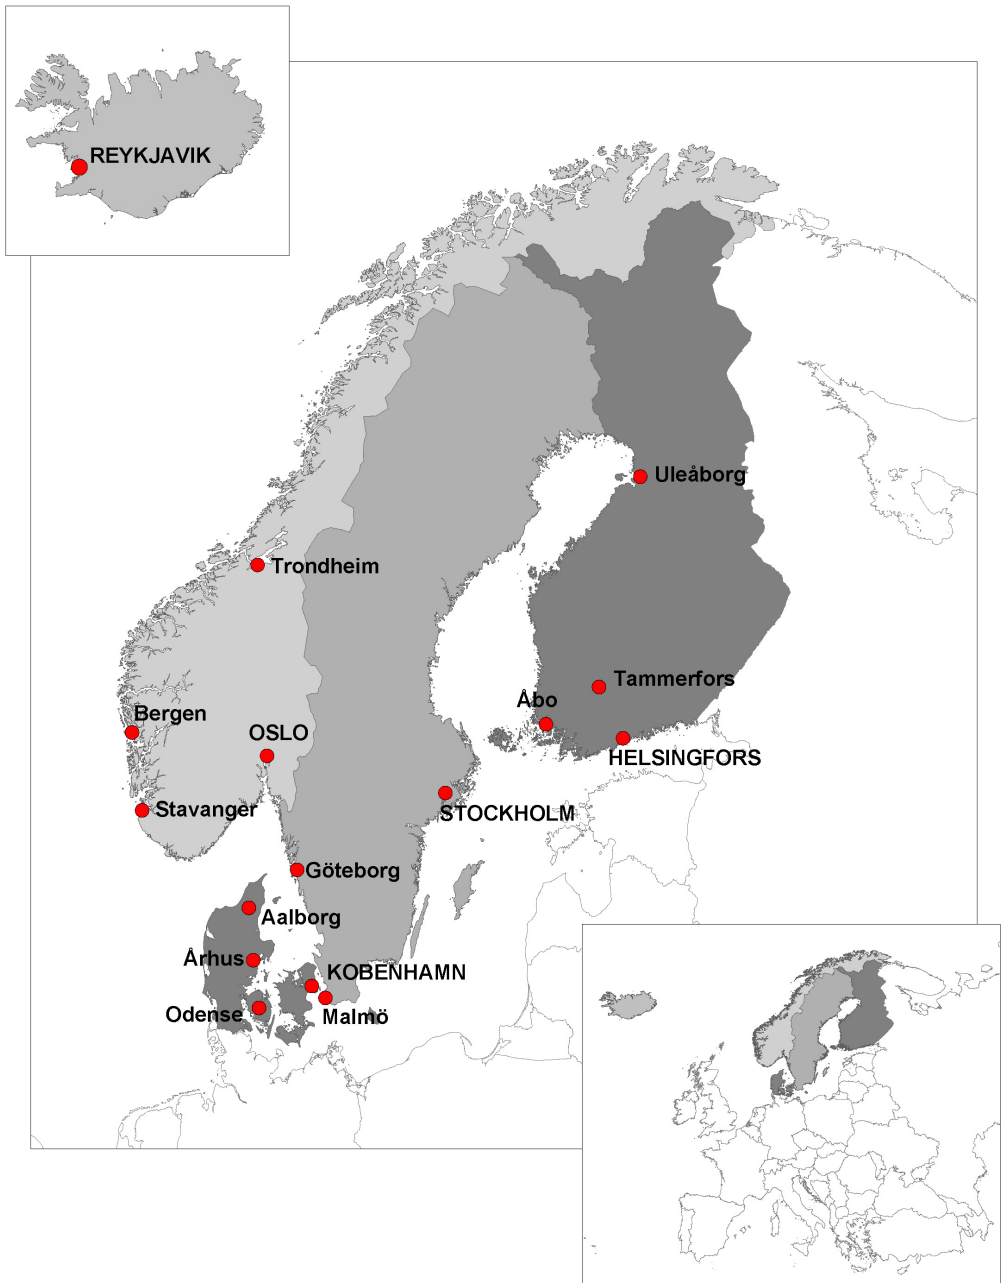 REYKJAVIK
Uleåborg
Trondheim
Tammerfors
Åbo
Bergen
OSLO
HELSINGFORS
Stavanger
STOCKHOLM
Göteborg
Aalborg
Århus
KOBENHAMN
Odense
Malmö